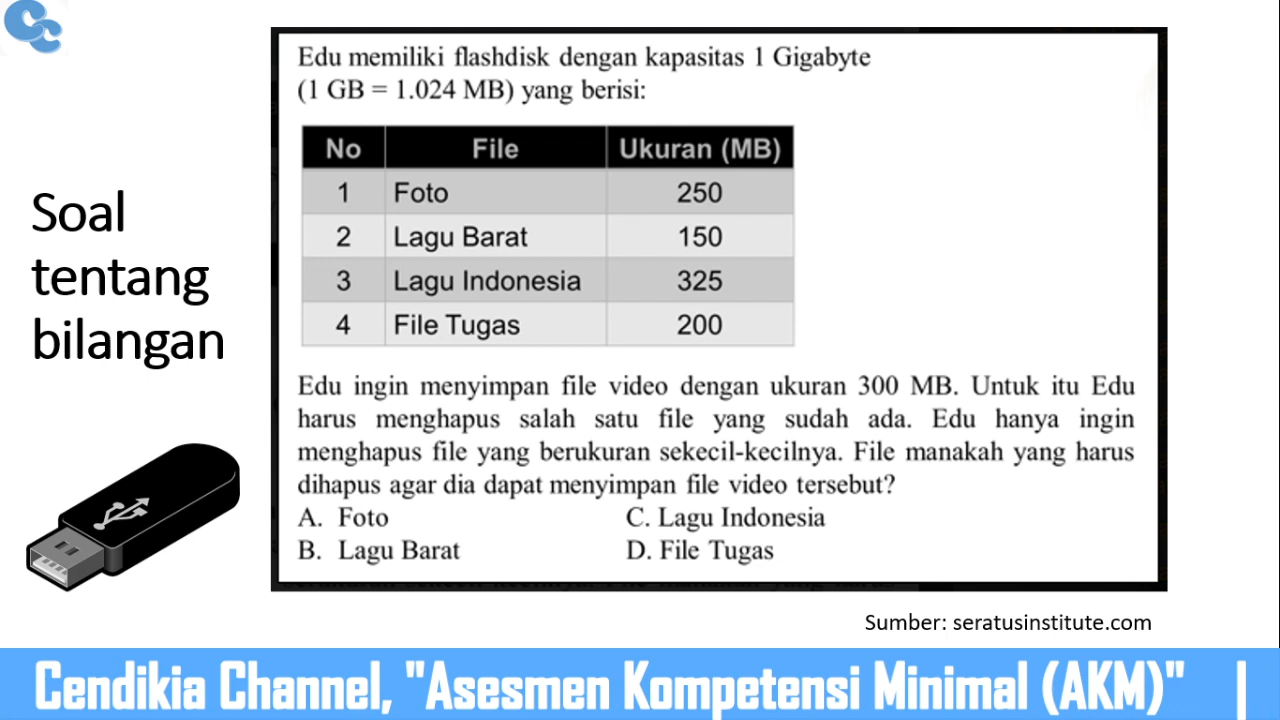 Edu memiliki flashdisk dengan kapasitas 1 Gigabyte
(1 GB = 1.024 MB) yang berisi:
No File Ukuran (MB)
1 Foto 250
2 Lagu Barat 150
3 Lagu Indonesia 325
4 File Tugas 200
Soal
tentang
bilangan
Edu ingin menyimpan file video dengan ukuran 300 MB. Untuk itu Edu
harus menghapus salah satu file yang sudah ada. Edu hanya ingin
menghapus file yang berukuran sekecil-kecilnya. File manakah yang harus
dihapus agar dia dapat menyimpan file video tersebut?
A. Foto C. Lagu Indonesia
B. Lagu Barat D. File Tugas
Sumber: seratusinstitute.com
Cendikia Channel, "Asesmen Kompetensi Minimal (AKM)" |